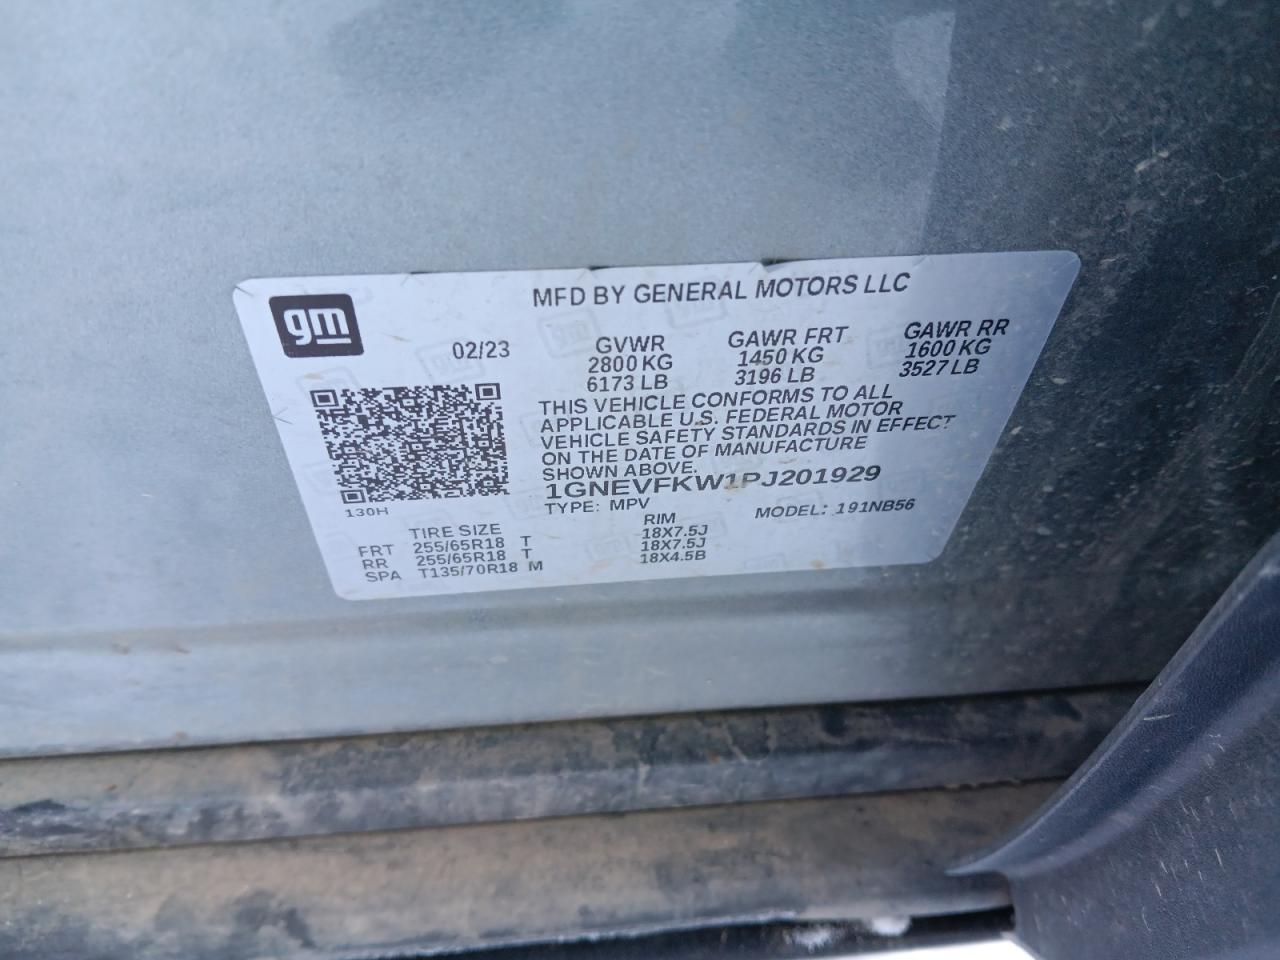 gm
MFD BY GENERAL MOTORS LLC
02/23 GVWR GAWR FRT GAWR RR
2800 KG 1450 KG 1600 KG
6173 LB 3196 LB 3527 LB
THIS VEHICLE CONFORMS TO ALL
APPLICABLE U.S. FEDERAL MOTOR
VEHICLE SAFETY STANDARDS IN EFFECT
ON THE DATE OF MANUFACTURE
SHOWN ABOVE.
1GNEVFKW1PJ201929
130H
TYPE: MPV MODEL: 191NB56
TIRE SIZE RIM
FRT 255/65R18 T 18X7.5J
RR 255/65R18 T 18X7.5J
SPA T135/70R18 M 18X4.5B